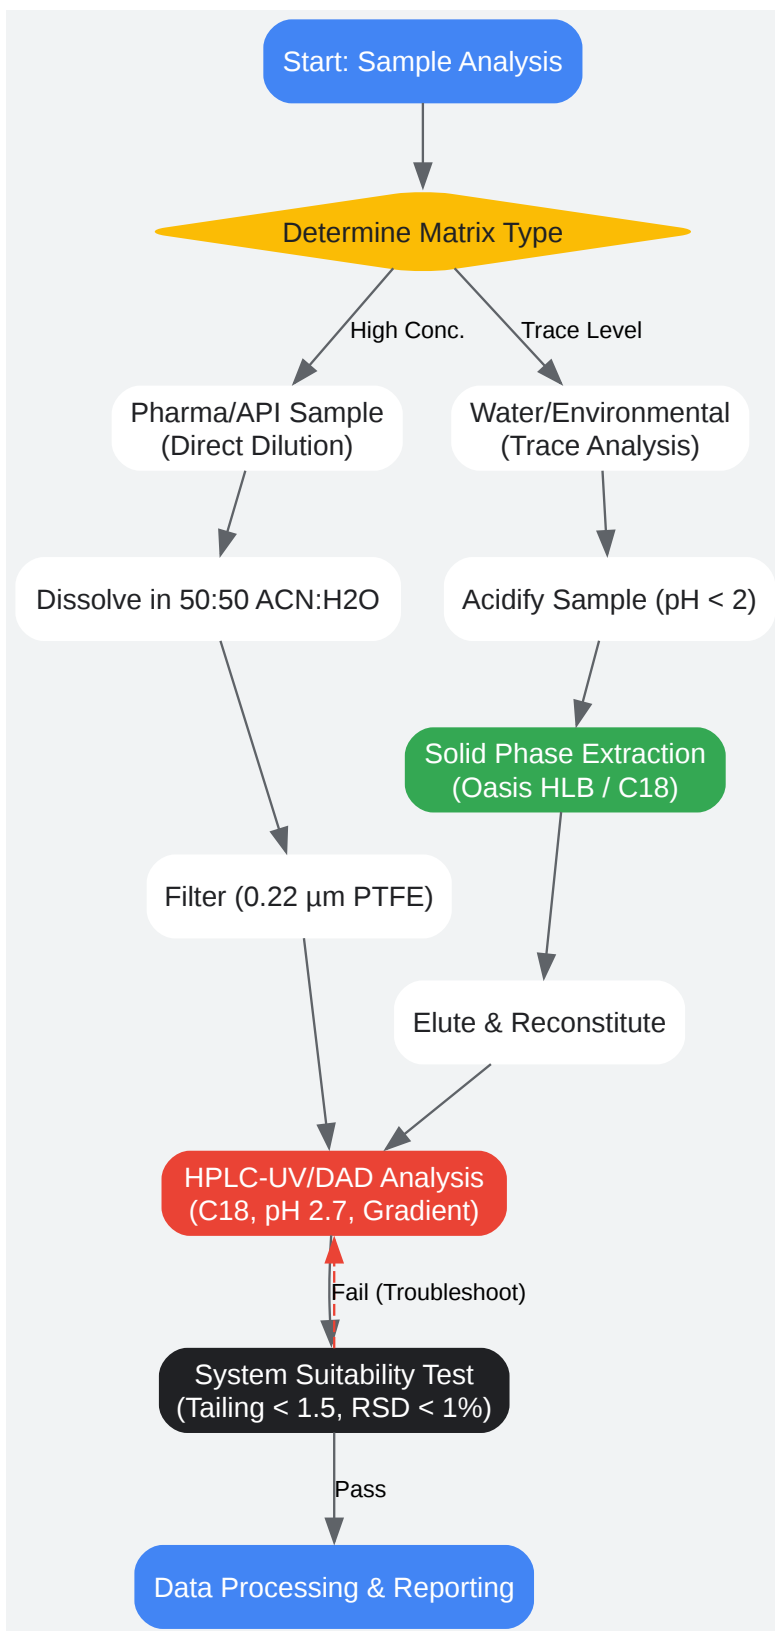 Start: Sample Analysis
Determine Matrix Type
High Conc.
Trace Level
Pharma/API Sample
(Direct Dilution)
Water/Environmental
(Trace Analysis)
Dissolve in 50:50 ACN:H2O
Acidify Sample (pH < 2)
Solid Phase Extraction
(Oasis HLB / C18)
Filter (0.22 µm PTFE)
Elute & Reconstitute
HPLC-UV/DAD Analysis
(C18, pH 2.7, Gradient)
Fail (Troubleshoot)
System Suitability Test
(Tailing < 1.5, RSD < 1%)
Pass
Data Processing & Reporting